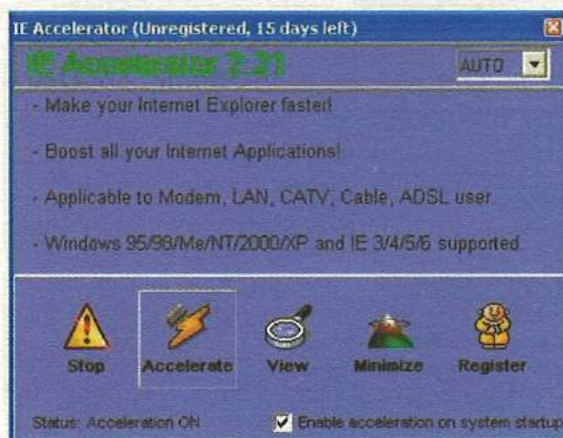 IE Accelerator (Unregistered, 15 days left)
IE Accelerator 2.21
AUTO
- Make your Internet Explorer faster!
- Boost all your Internet Applications!
- Applicable to Modem, LAN, CATV, Cable, ADSL user.
- Windows 95/98/Me/NT/2000/XP and IE 3/4/5/6 supported.
Stop
Accelerate
View
Minimize
Register
Status: Acceleration ON
Enable acceleration on system startup